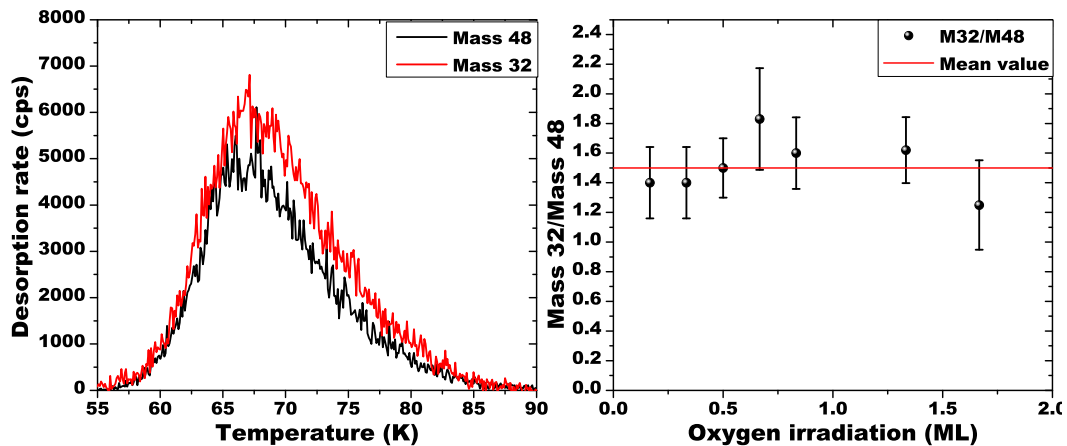 8000
7000
6000
5000
4000
3000
2000
1000
0
Desorption rate (cps)
55 60 65 70 75 80 85 90
Temperature (K)
Mass 48
Mass 32
2.4
2.2
2.0
1.8
1.6
1.4
1.2
1.0
0.8
0.6
0.4
0.2
0.0
Mass 32/Mass 48
0.0 0.5 1.0 1.5 2.0
Oxygen irradiation (ML)
M32/M48
Mean value